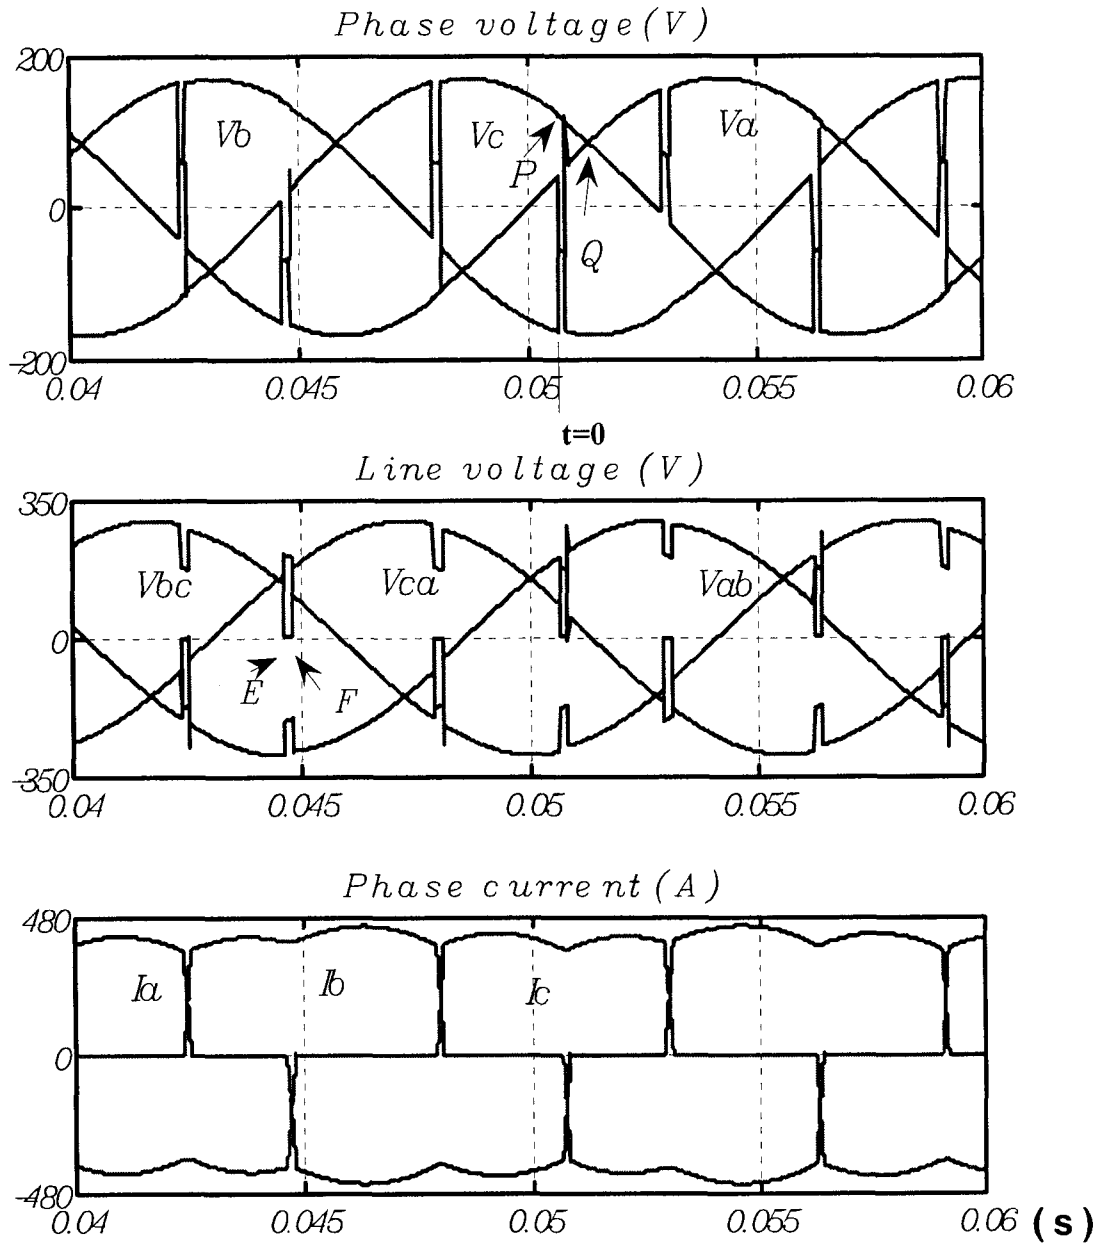 Phase voltage (V)
200
Vb
Vc
Va
P
0
Q
-200
0.04
0.045
0.05
0.055
0.06
t=0
Line voltage (V)
350
Vbc
Vca
Vab
0
E
F
-350
0.04
0.045
0.05
0.055
0.06
Phase current (A)
480
Ia
Ib
Ic
0
-480
0.04
0.045
0.05
0.055
0.06 (s)